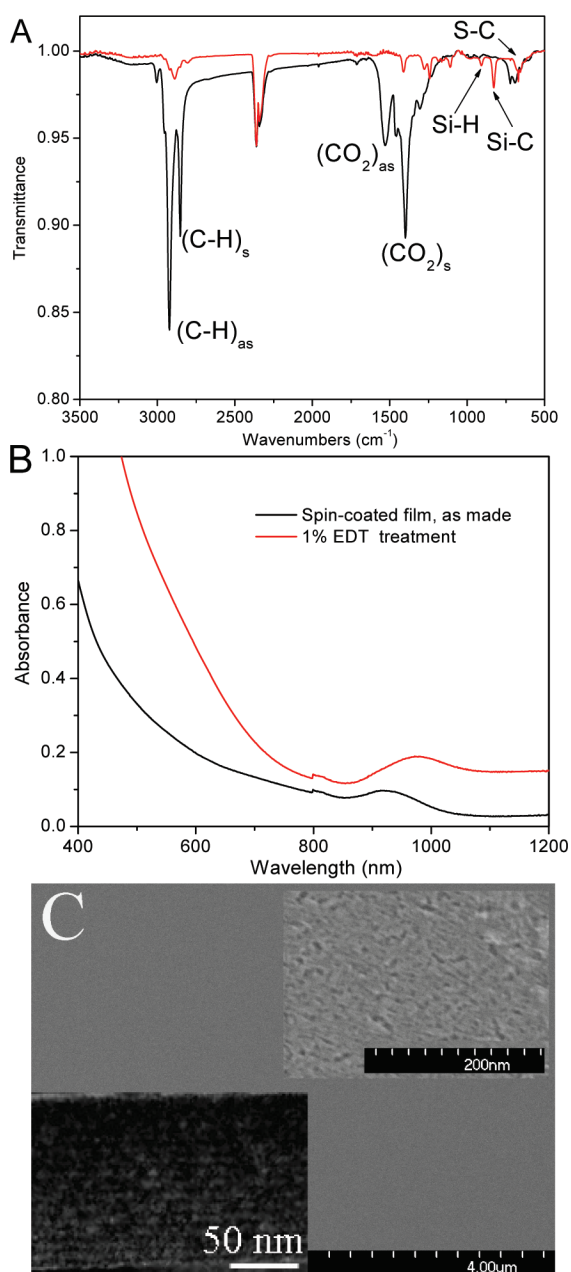 A
1.00
0.95
0.90
0.85
0.80
Transmittance
S-C
Si-H
Si-C
(CO2)as
(C-H)s
(CO2)s
(C-H)as
3500 3000 2500 2000 1500 1000 500
Wavenumbers (cm-1)
B
1.0
0.8
0.6
0.4
0.2
0.0
Absorbance
Spin-coated film, as made
1% EDT treatment
400 600 800 1000 1200
Wavelength (nm)
C
200nm
50 nm
4.00um